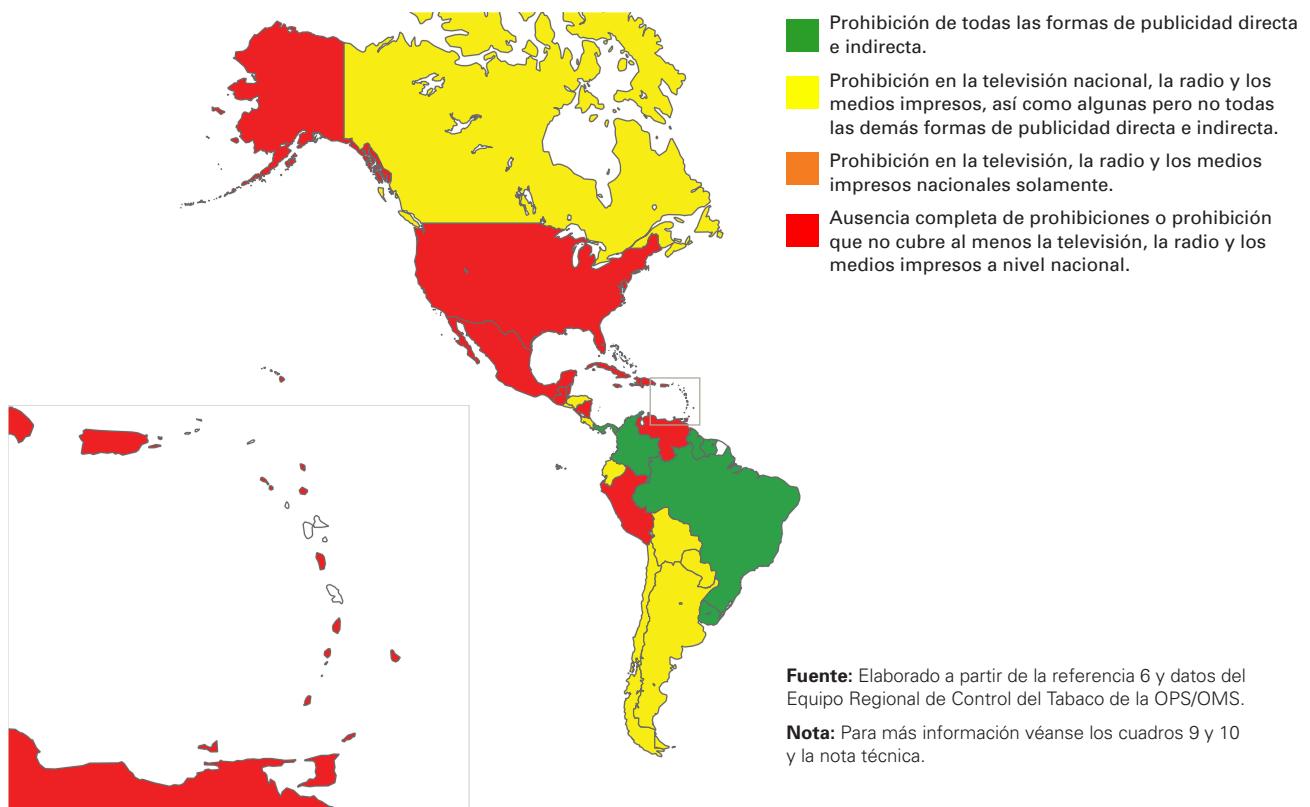 Prohibición de todas las formas de publicidad directa
e indirecta.
Prohibición en la televisión nacional, la radio y los
medios impresos, así como algunas pero no todas
las demás formas de publicidad directa e indirecta.
Prohibición en la televisión, la radio y los medios
impresos nacionales solamente.
Ausencia completa de prohibiciones o prohibición
que no cubre al menos la televisión, la radio y los
medios impresos a nivel nacional.
Fuente: Elaborado a partir de la referencia 6 y datos del
Equipo Regional de Control del Tabaco de la OPS/OMS.
Nota: Para más información véanse los cuadros 9 y 10
y la nota técnica.